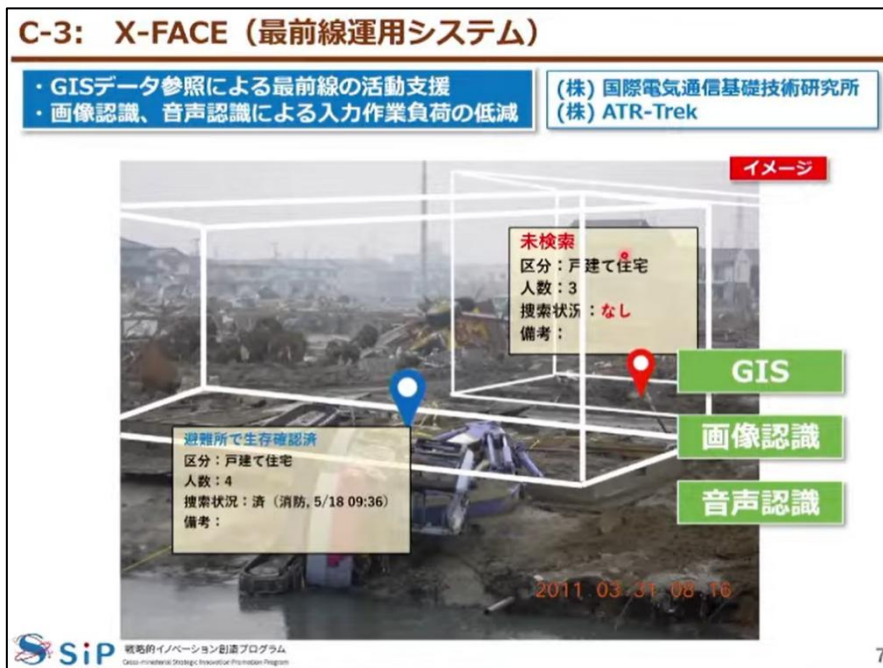 C-3: X-FACE（最前線運用システム）
・GISデータ参照による最前線の活動支援
・画像認識、音声認識による入力作業負荷の低減
(株) 国際電気通信基礎技術研究所
(株) ATR-Trek
イメージ
未検索
区分：戸建て住宅
人数：3
捜索状況：なし
備考：
GIS
画像認識
音声認識
避難所で生存確認済
区分：戸建て住宅
人数：4
捜索状況：済（消防, 5/18 09:36）
備考：
2011 03 31 08 16
SiP 戦略的イノベーション創造プログラム
Cross-ministerial Strategic Innovation Promotion Program
7